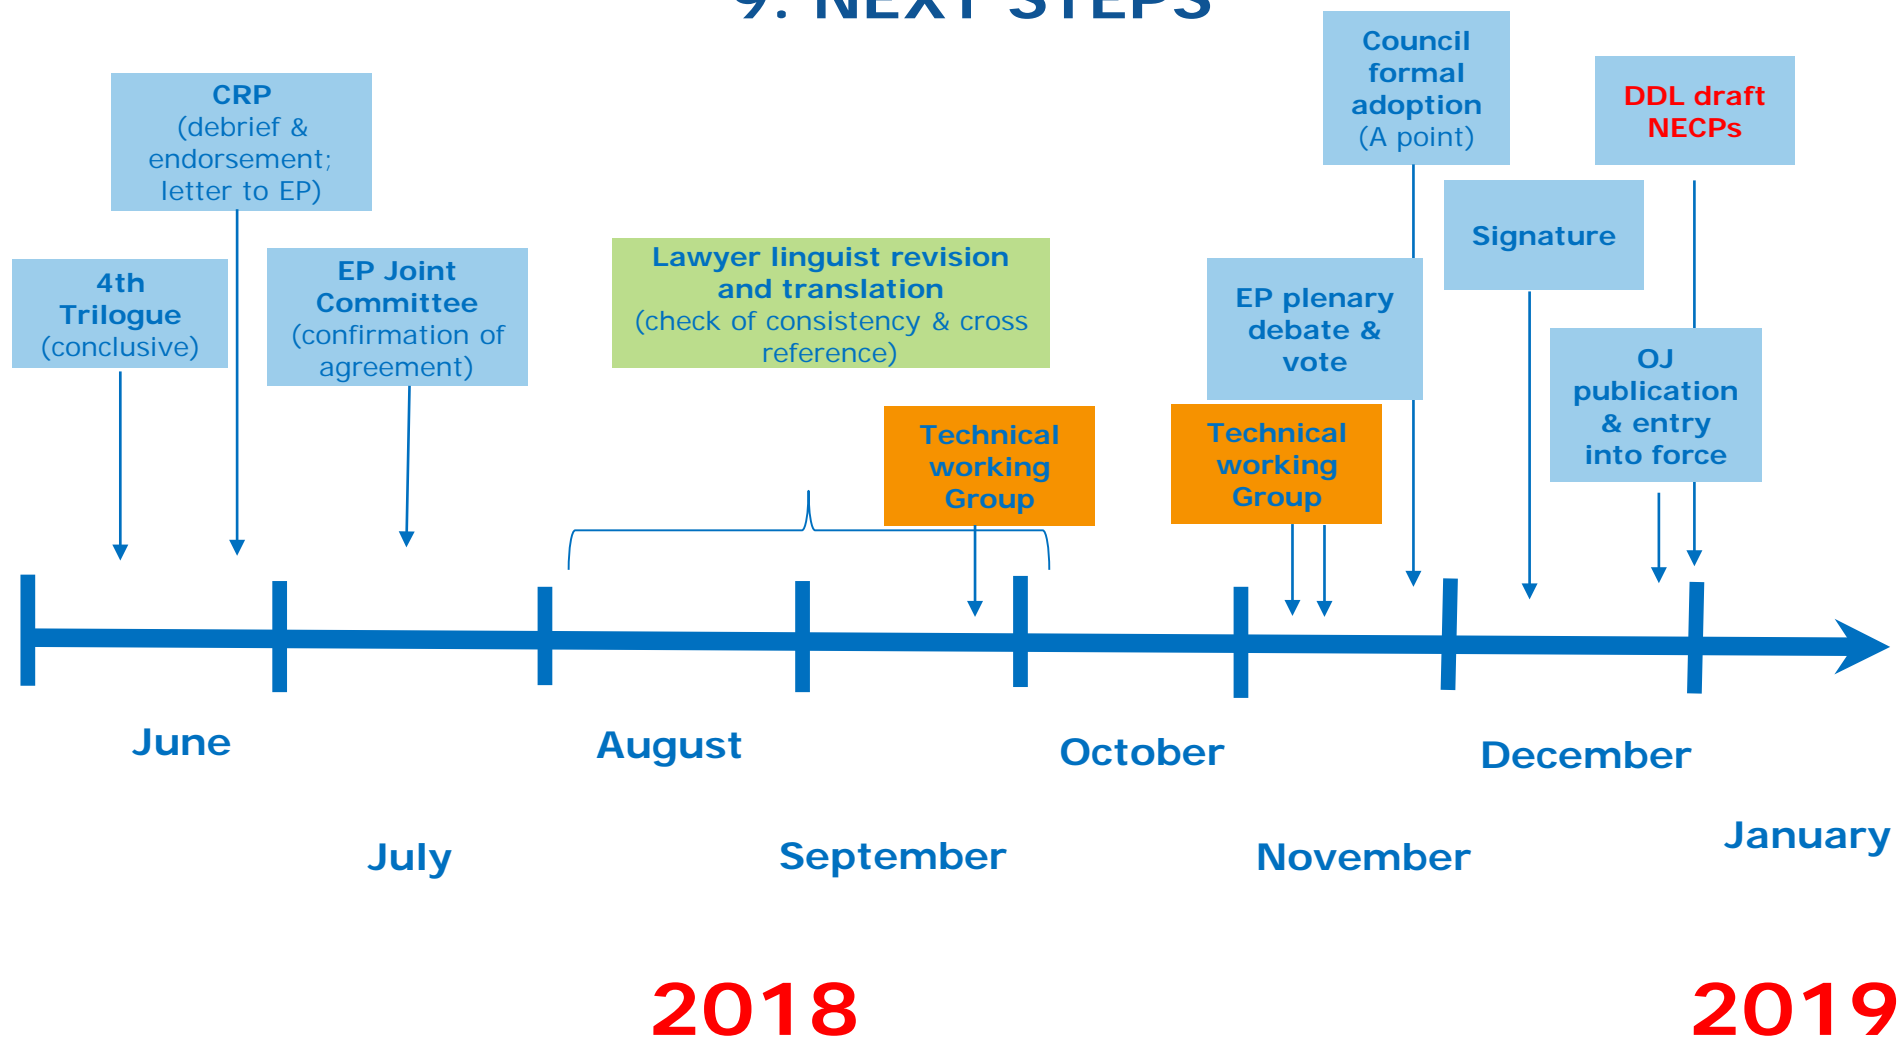 9. NEXT STEPS
CRP
(debrief &
endorsement;
letter to EP)
4th
Trilogue
(conclusive)
EP Joint
Committee
(confirmation of
agreement)
Lawyer linguist revision
and translation
(check of consistency & cross
reference)
Technical
working
Group
Technical
working
Group
EP plenary
debate &
vote
Council
formal
adoption
(A point)
Signature
DDL draft
NECPs
OJ
publication
& entry
into force
June
July
August
September
October
November
December
January
2018
2019